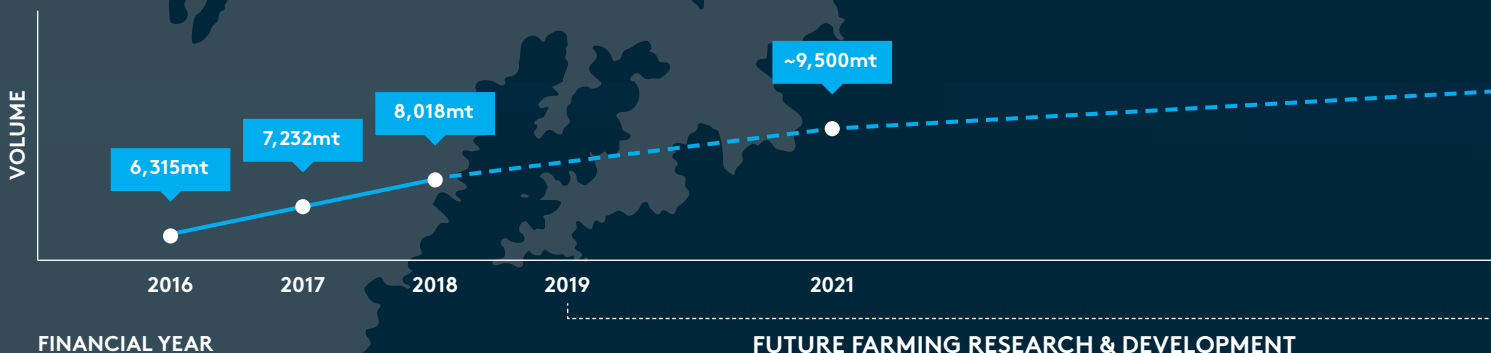 VOLUME
6,315mt
7,232mt
8,018mt
~9,500mt
2016 2017 2018 2019 2021
FINANCIAL YEAR
FUTURE FARMING RESEARCH & DEVELOPMENT